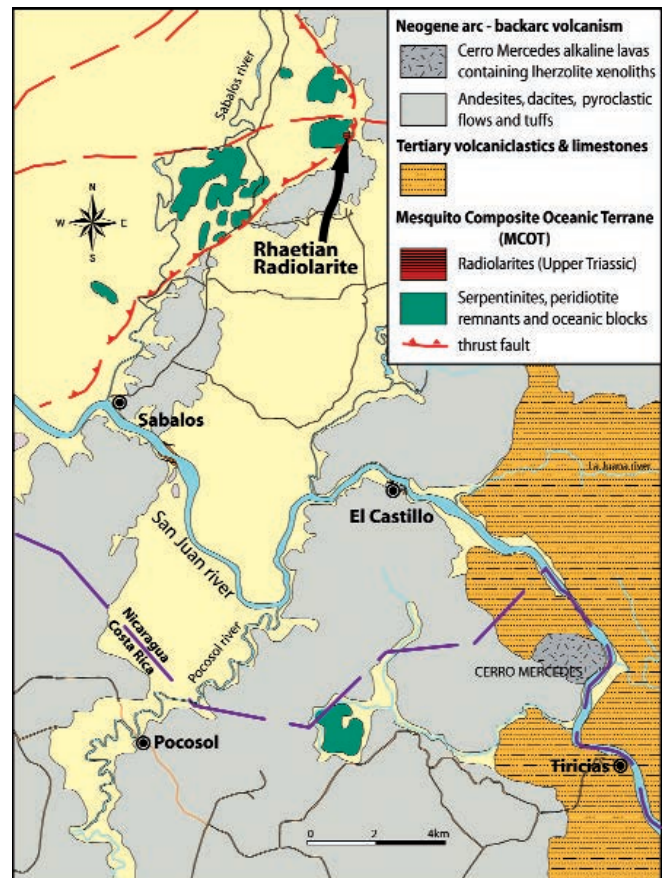 Neogene arc - backarc volcanism
Cerro Mercedes alkaline lavas
containing lherzolite xenoliths
Andesites, dacites, pyroclastic
flows and tuffs
Tertiary volcaniclastics & limestones
Mesquito Composite Oceanic Terrane
(MCOT)
Radiolarites (Upper Triassic)
Serpentinites, peridiotite
remnants and oceanic blocks
thrust fault
Sabalos river
N
W E
S
Rhaetian
Radiolarite
Sabalos
La Juana river
El Castillo
San Juan river
Nicaragua
Costa Rica
Pocosol river
CERRO MERCEDES
Pocosol
Tiricias
0 2 4km